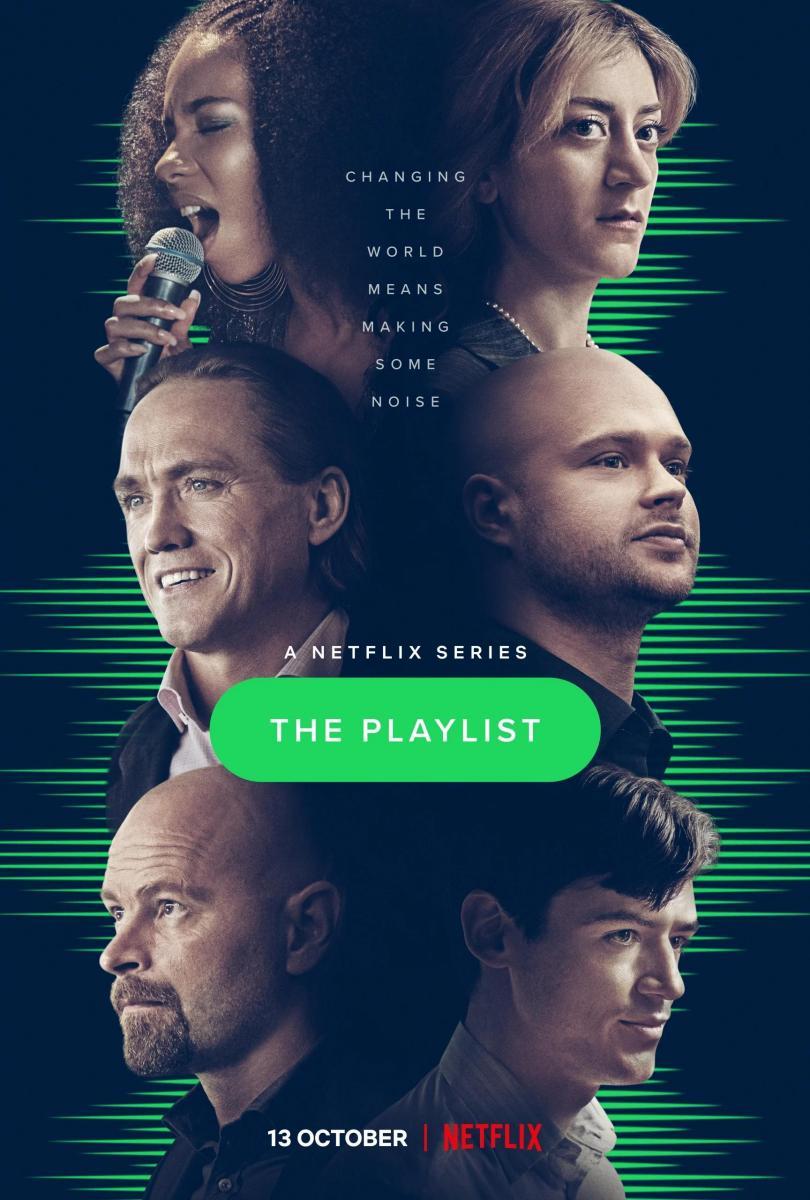 CHANGING
THE
WORLD
MEANS
MAKING
SOME
NOISE
A NETFLIX SERIES
THE PLAYLIST
13 OCTOBER | NETFLIX